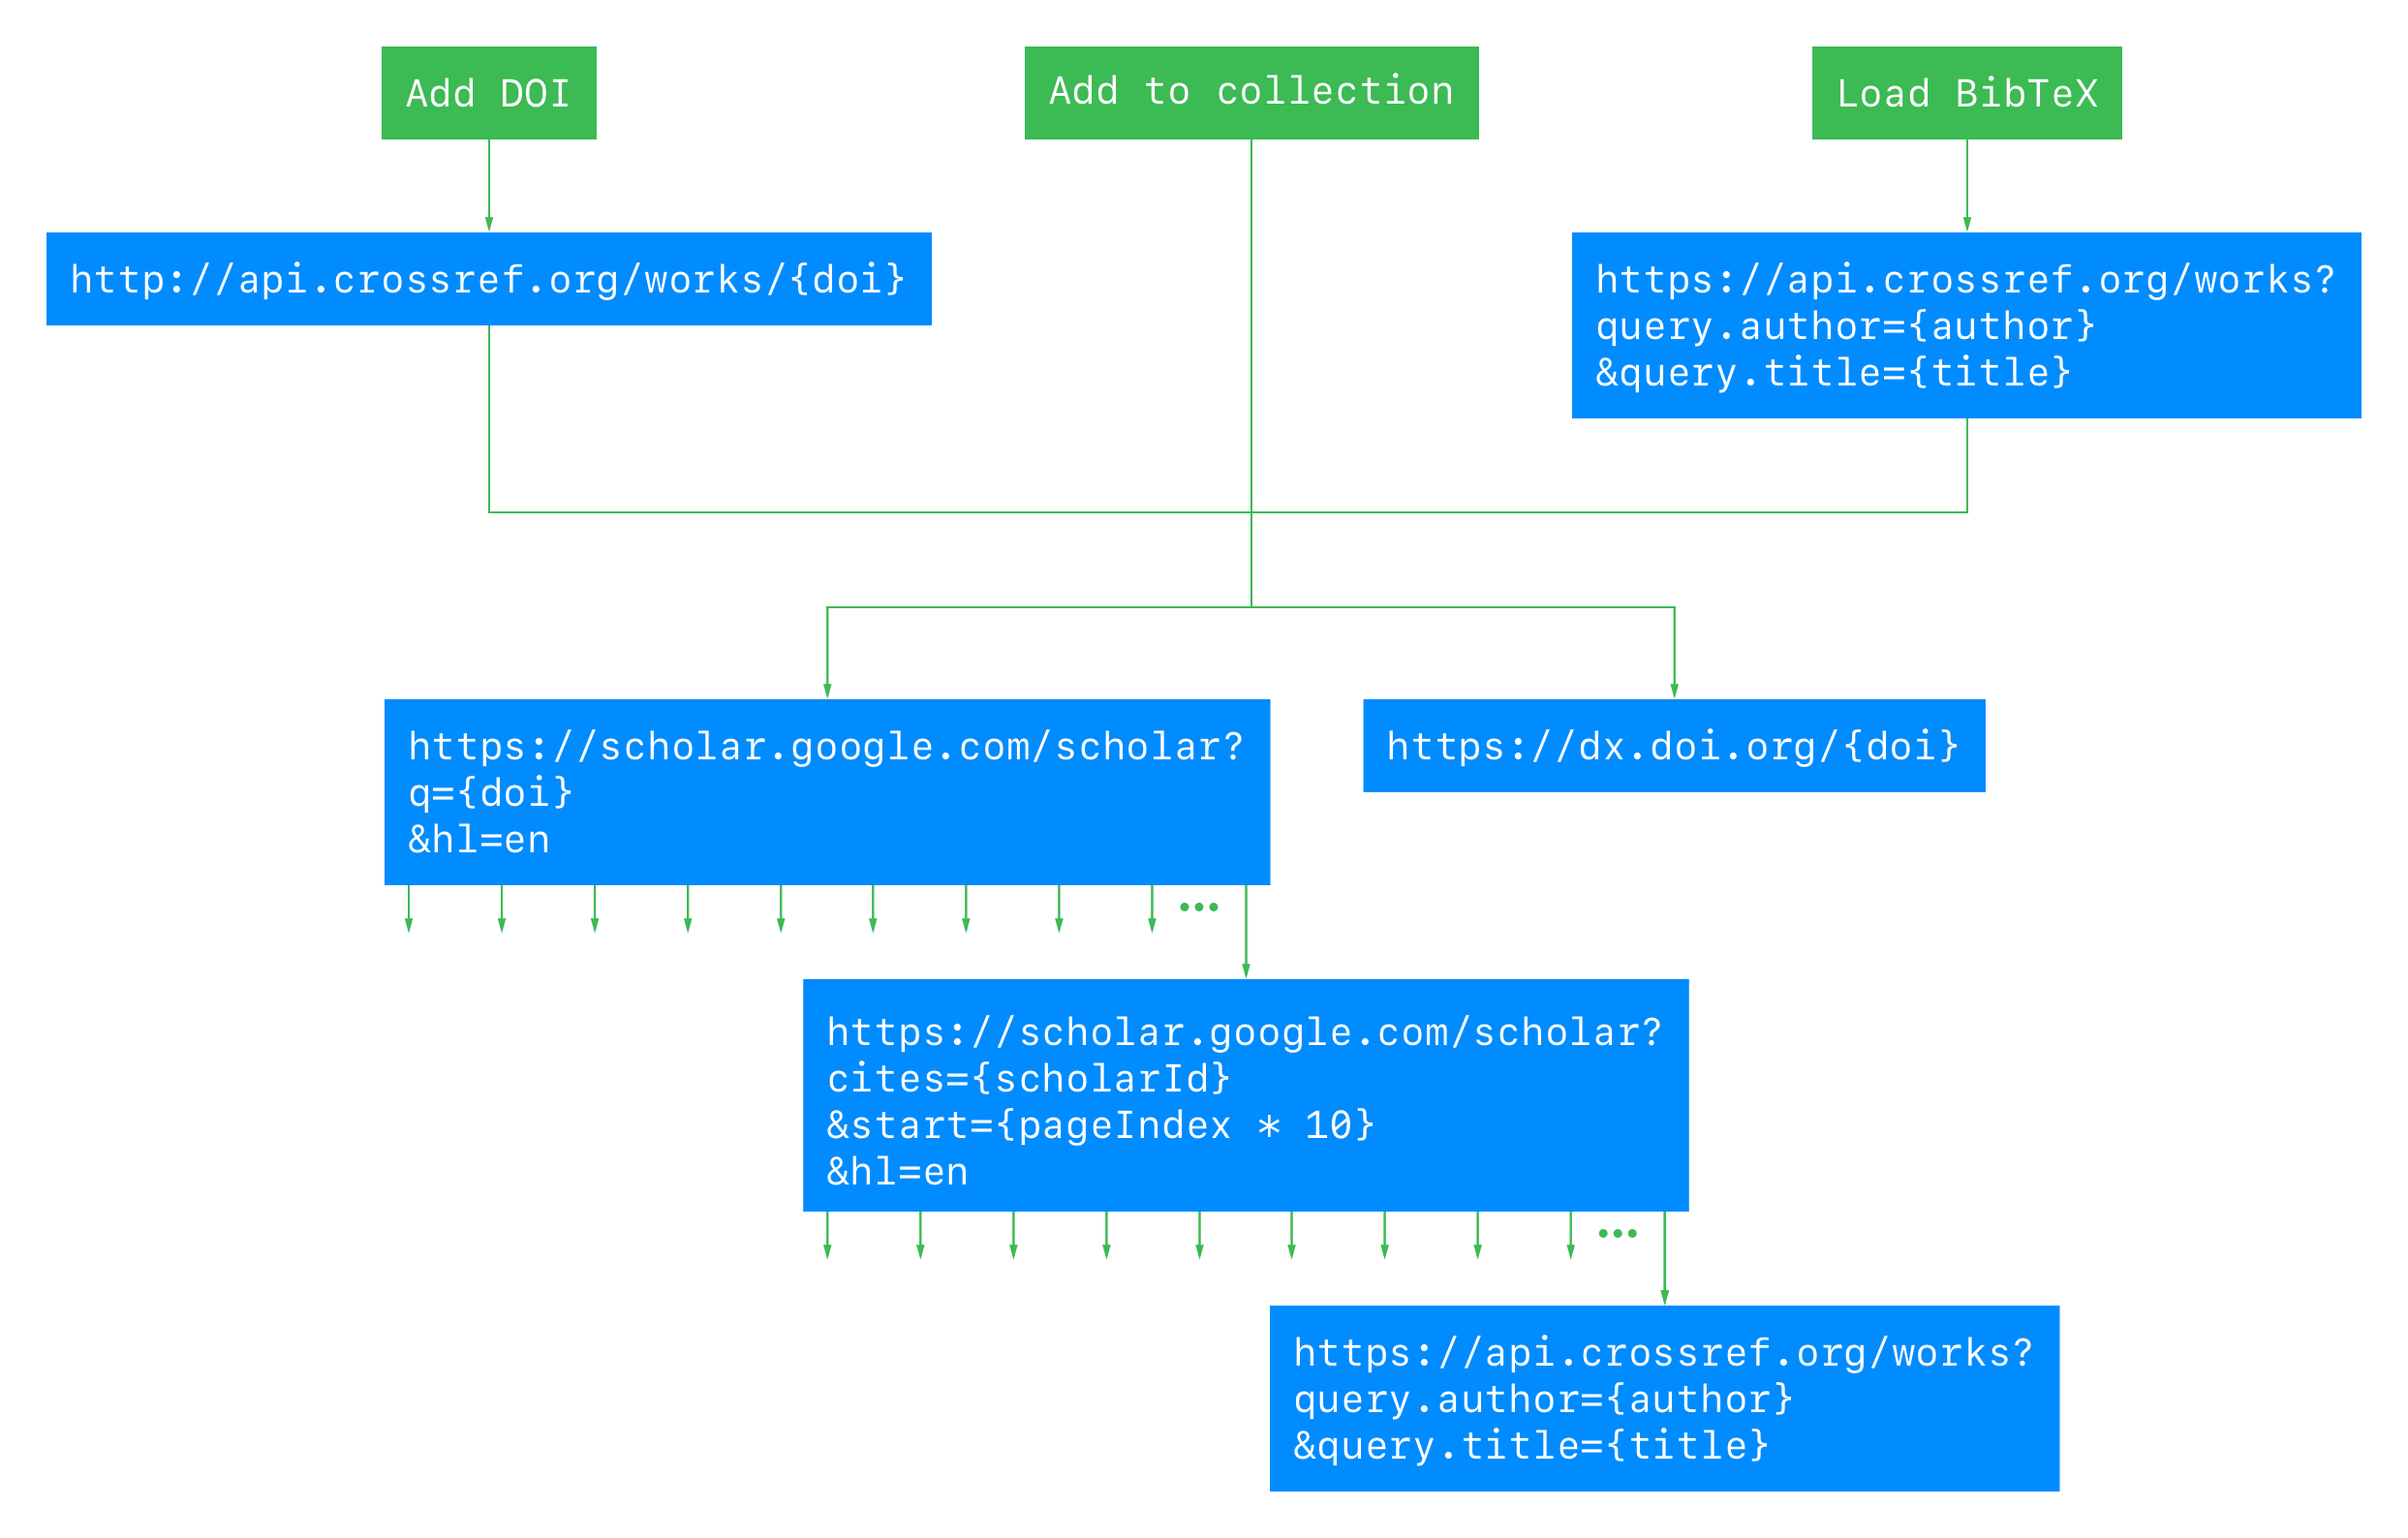 Add DOI
Add to collection
Load BibTeX
http://api.crossref.org/works/{doi}
https://api.crossref.org/works?
query.author={author}
&query.title={title}
https://scholar.google.com/scholar?
q={doi}
&hl=en
https://dx.doi.org/{doi}
https://scholar.google.com/scholar?
cites={scholarId}
&start={pageIndex * 10}
&hl=en
https://api.crossref.org/works?
query.author={author}
&query.title={title}